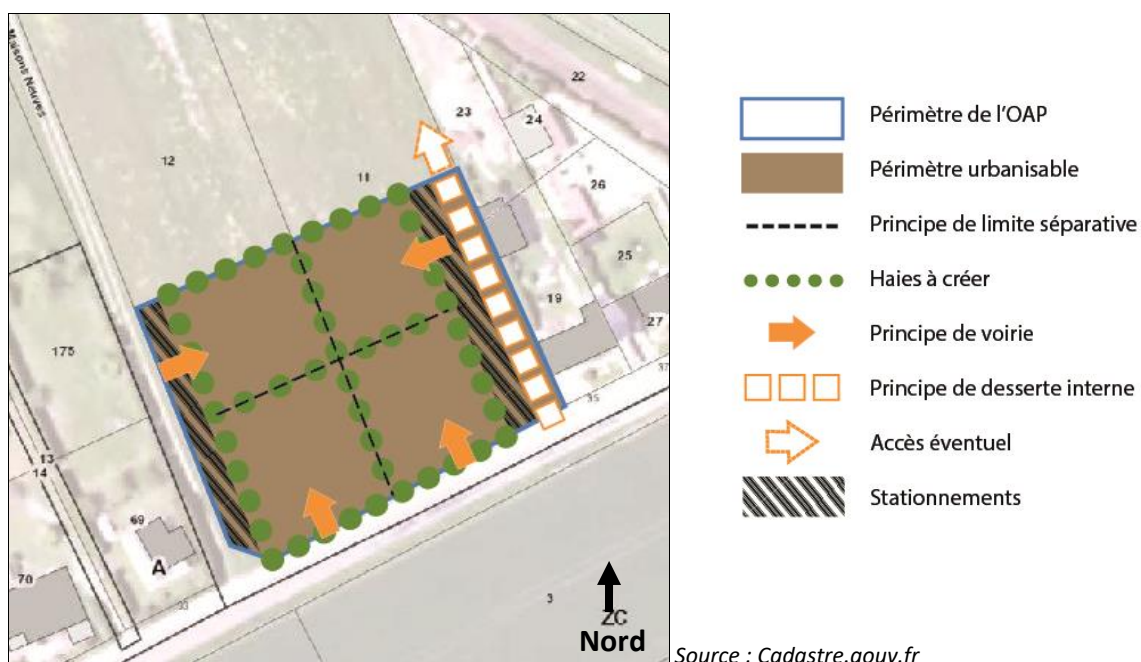 Maisons Neuves
22
23
24
12
11
26
25
175
19
27
37
35
13
14
69
A
70
33
3
ZC
Nord
Périmètre de l'OAP
Périmètre urbanisable
Principe de limite séparative
Haies à créer
Principe de voirie
Principe de desserte interne
Accès éventuel
Stationnements
Source : Cadastre.gouv.fr